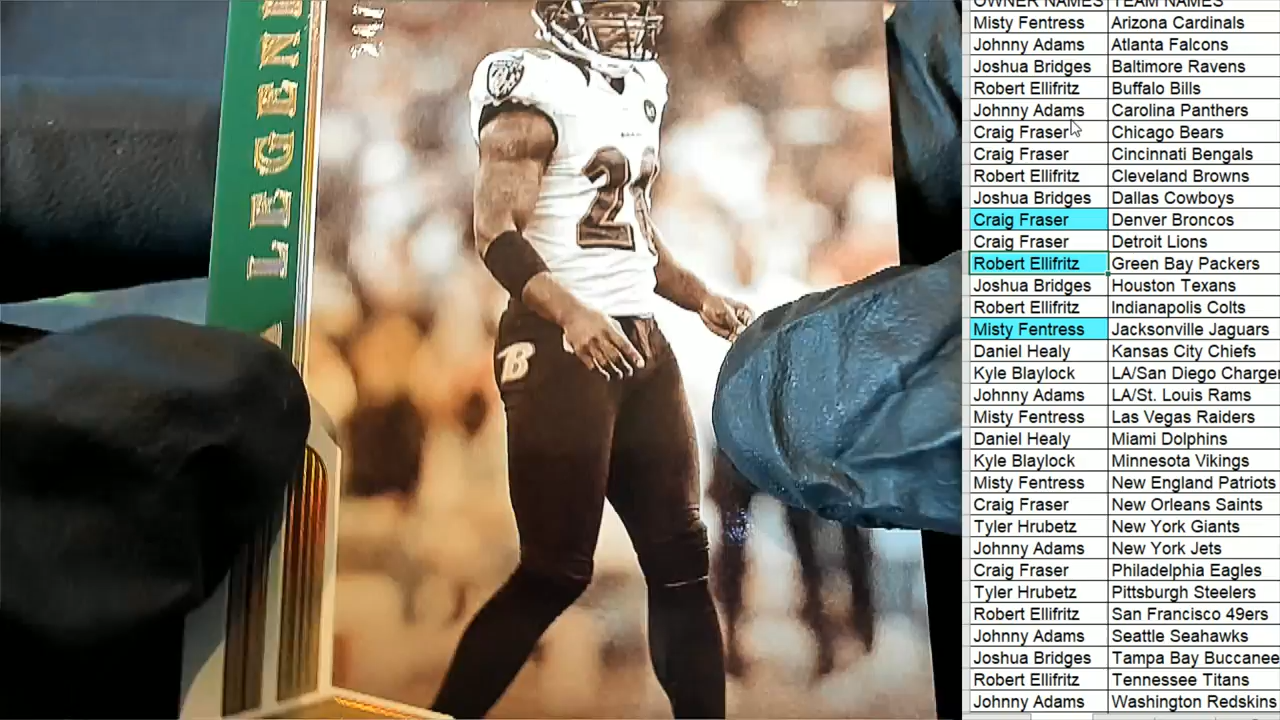 LEGEN
2
B
OWNER NAMES TEAM NAMES
Misty Fentress Arizona Cardinals
Johnny Adams Atlanta Falcons
Joshua Bridges Baltimore Ravens
Robert Ellifritz Buffalo Bills
Johnny Adams Carolina Panthers
Craig Fraser Chicago Bears
Craig Fraser Cincinnati Bengals
Robert Ellifritz Cleveland Browns
Joshua Bridges Dallas Cowboys
Craig Fraser Denver Broncos
Craig Fraser Detroit Lions
Robert Ellifritz Green Bay Packers
Joshua Bridges Houston Texans
Robert Ellifritz Indianapolis Colts
Misty Fentress Jacksonville Jaguars
Daniel Healy Kansas City Chiefs
Kyle Blaylock LA/San Diego Charge
Johnny Adams LA/St. Louis Rams
Misty Fentress Las Vegas Raiders
Daniel Healy Miami Dolphins
Kyle Blaylock Minnesota Vikings
Misty Fentress New England Patriots
Craig Fraser New Orleans Saints
Tyler Hrubetz New York Giants
Johnny Adams New York Jets
Craig Fraser Philadelphia Eagles
Tyler Hrubetz Pittsburgh Steelers
Robert Ellifritz San Francisco 49ers
Johnny Adams Seattle Seahawks
Joshua Bridges Tampa Bay Buccanee
Robert Ellifritz Tennessee Titans
Johnny Adams Washington Redskins